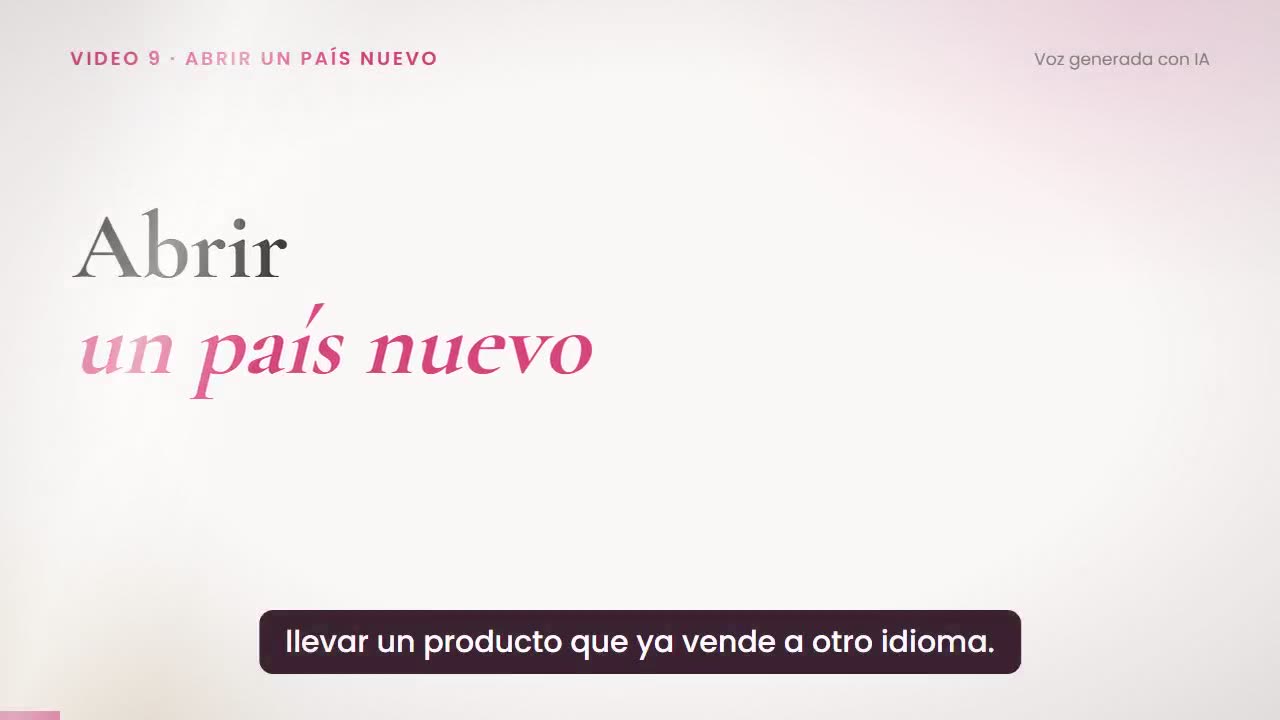 VIDEO 9 · ABRIR UN PAÍS NUEVO
Voz generada con IA
Abrir
un país nuevo
llevar un producto que ya vende a otro idioma.